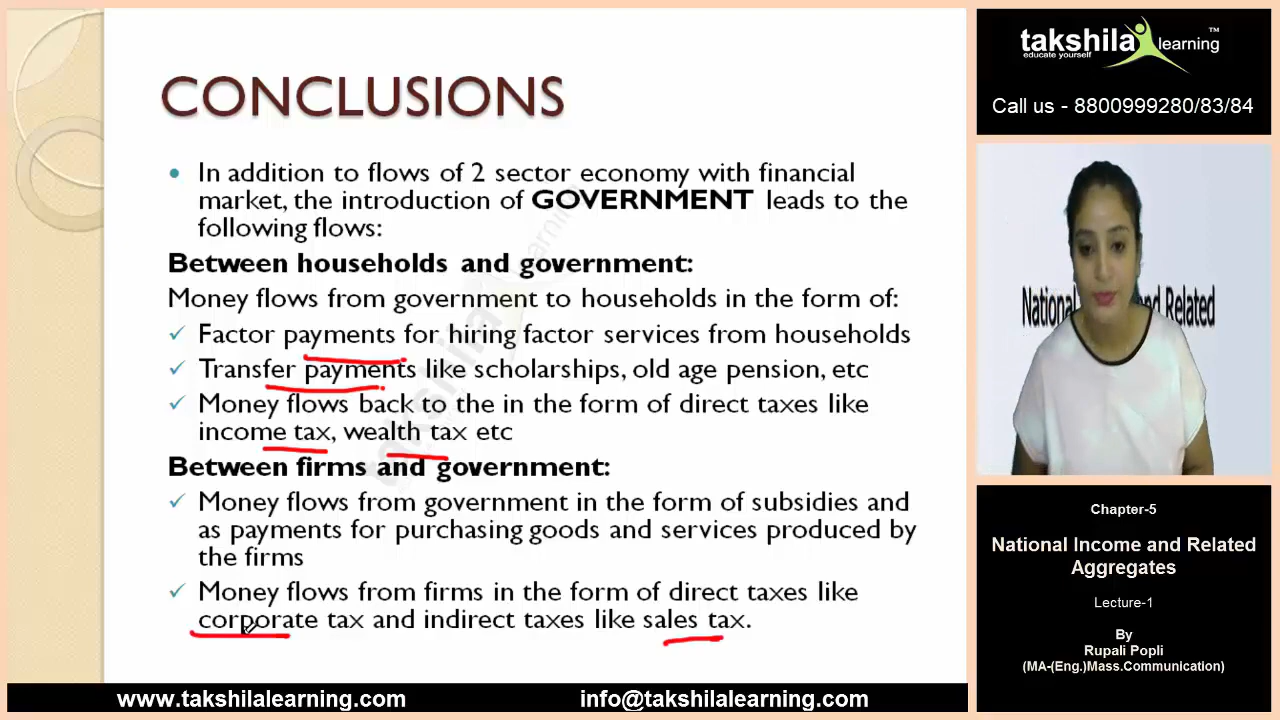 CONCLUSIONS
In addition to flows of 2 sector economy with financial
market, the introduction of GOVERNMENT leads to the
following flows:
Between households and government:
Money flows from government to households in the form of:
Factor payments for hiring factor services from households
Transfer payments like scholarships, old age pension, etc
Money flows back to the in the form of direct taxes like
income tax, wealth tax etc
Between firms and government:
Money flows from government in the form of subsidies and
as payments for purchasing goods and services produced by
the firms
Money flows from firms in the form of direct taxes like
corporate tax and indirect taxes like sales tax.
www.takshilalearning.com
info@takshilalearning.com
takshila learning™
educate yourself
Call us - 8800999280/83/84
National and Related
Chapter-5
National Income and Related
Aggregates
Lecture-1
By
Rupali Popli
(MA-(Eng.)Mass.Communication)